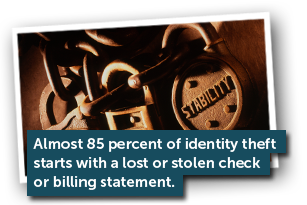 STABILITY
Almost 85 percent of identity theft
starts with a lost or stolen check
or billing statement.